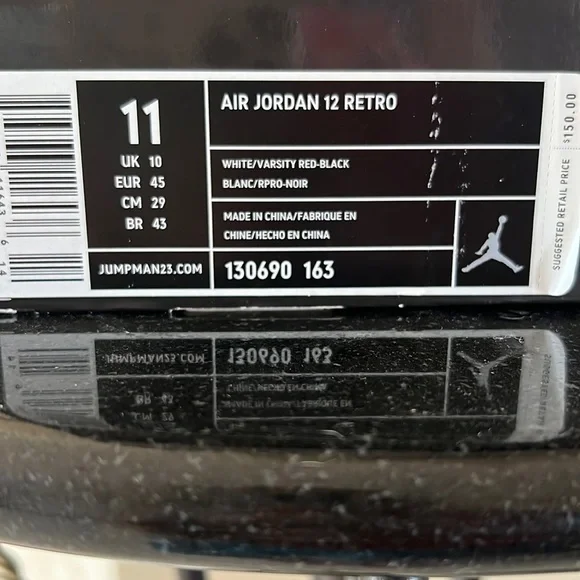 11
UK 10
EUR 45
CM 29
BR 43
JUMPMAN23.COM
AIR JORDAN 12 RETRO
WHITE/VARSITY RED-BLACK
BLANC/RPRO-NOIR
MADE IN CHINA/FABRIQUE EN
CHINE/HECHO EN CHINA
130690 163
SUGGESTED RETAIL PRICE $150.00